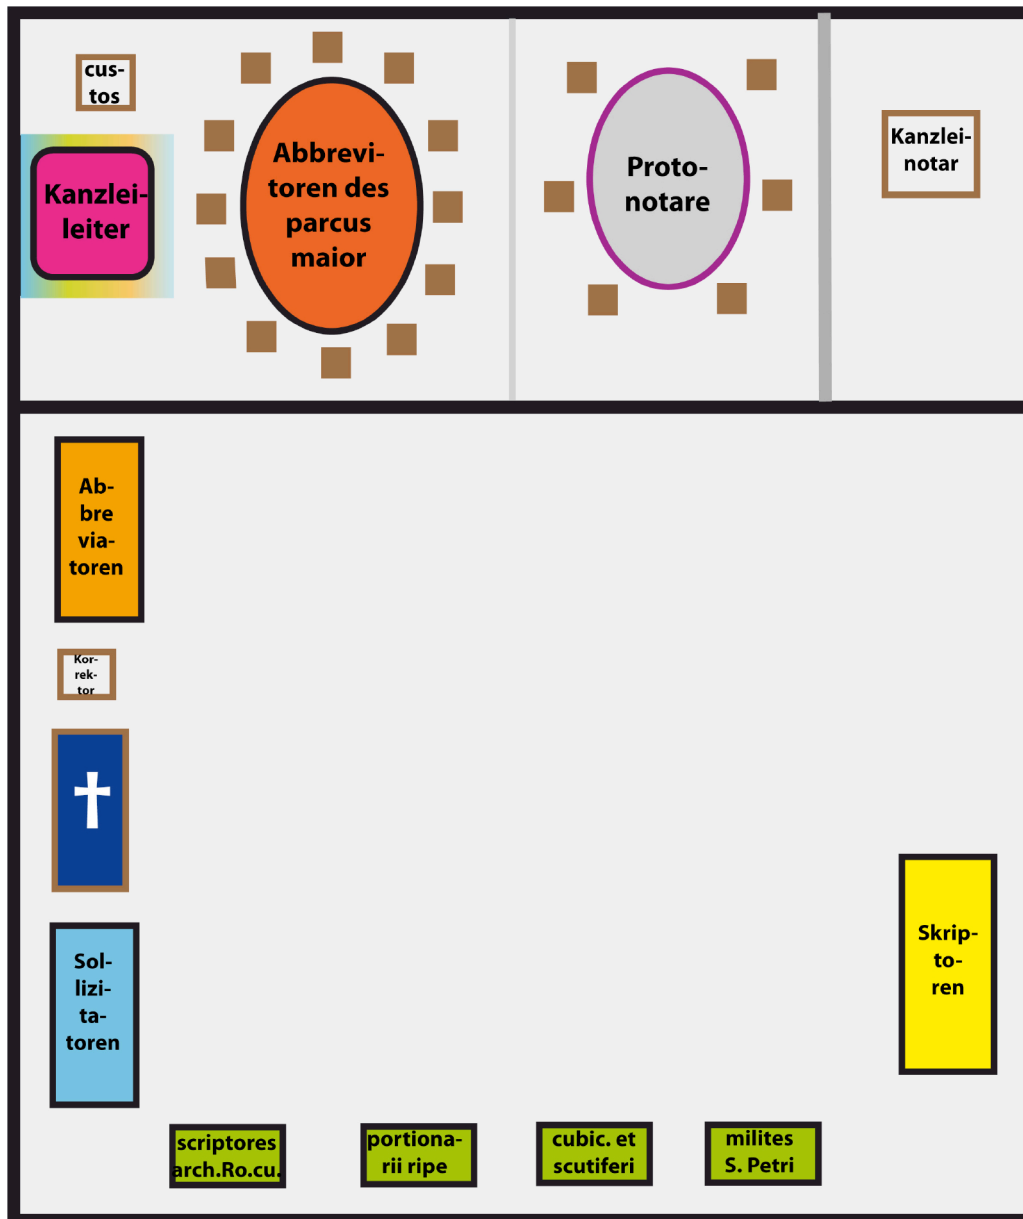 cus-
tos
Kanzlei-
leiter
Abbrevi-
toren des
parcus
maior
Proto-
notare
Kanzlei-
notar
Ab-
bre
via-
toren
Kor-
rek-
tor
Sol-
lizi-
ta-
toren
Skrip-
to-
ren
scriptores
arch.Ro.cu.
portiona-
rii ripe
cubic. et
scutiferi
milites
S. Petri